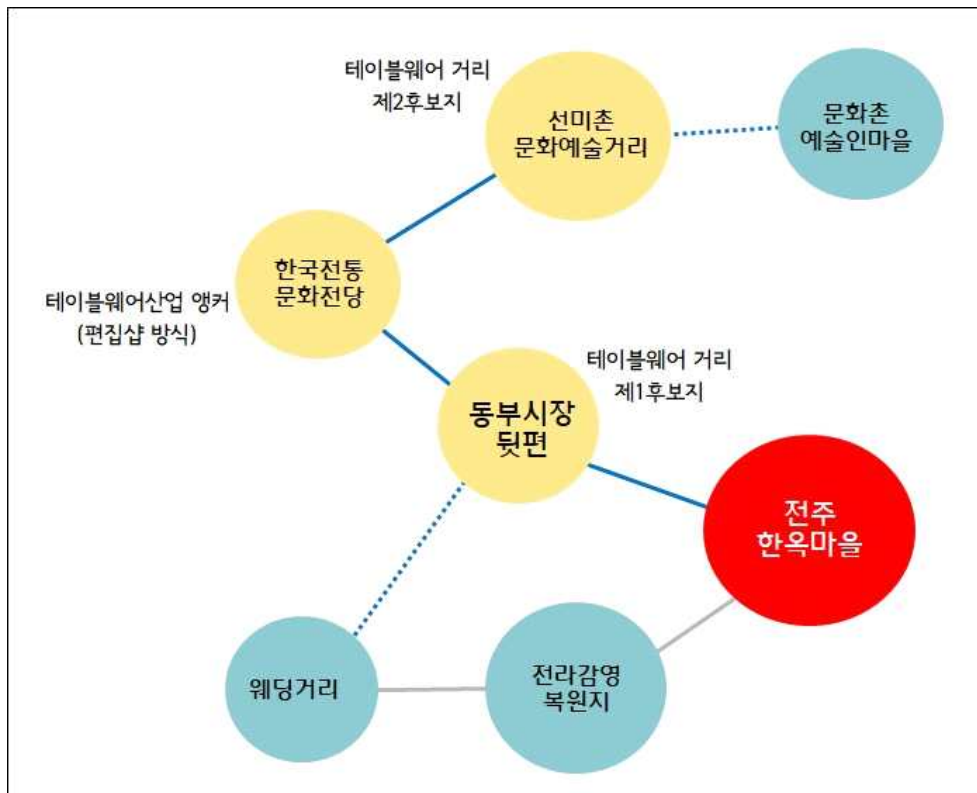 테이블웨어 거리
제2후보지
선미촌
문화예술거리
문화촌
예술인마을
한국전통
문화전당
테이블웨어산업 앵커
(편집샵 방식)
테이블웨어 거리
제1후보지
동부시장
뒷편
전주
한옥마을
웨딩거리
전라감영
복원지